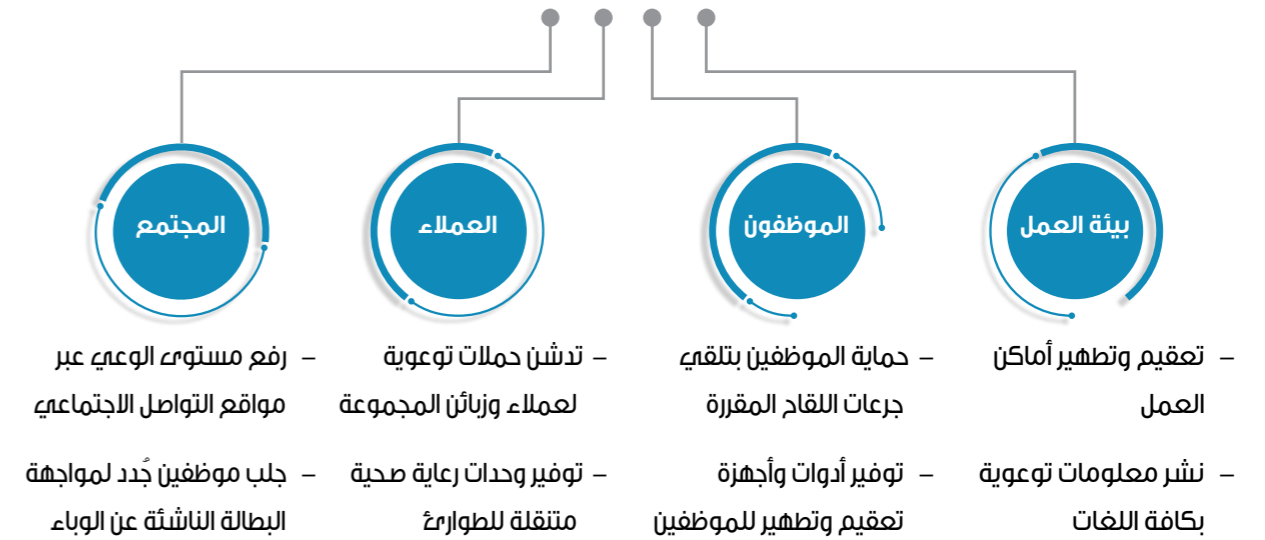 بيئة العمل
– تعقيم وتطهير أماكن
العمل
– نشر معلومات توعوية
بكافة اللغات
الموظفون
– حماية الموظفين بتلقي
جرعات اللقاح المقررة
– توفير أدوات وأجهزة
تعقيم وتطهير للموظفين
العملاء
– تدشن حملات توعوية
لعملاء وزبائن المجموعة
– توفير وحدات رعاية صحية
متنقلة للطوارئ
المجتمع
– رفع مستوى الوعي عبر
مواقع التواصل الاجتماعي
– جلب موظفين جُدد لمواجهة
البطالة الناشئة عن الوباء